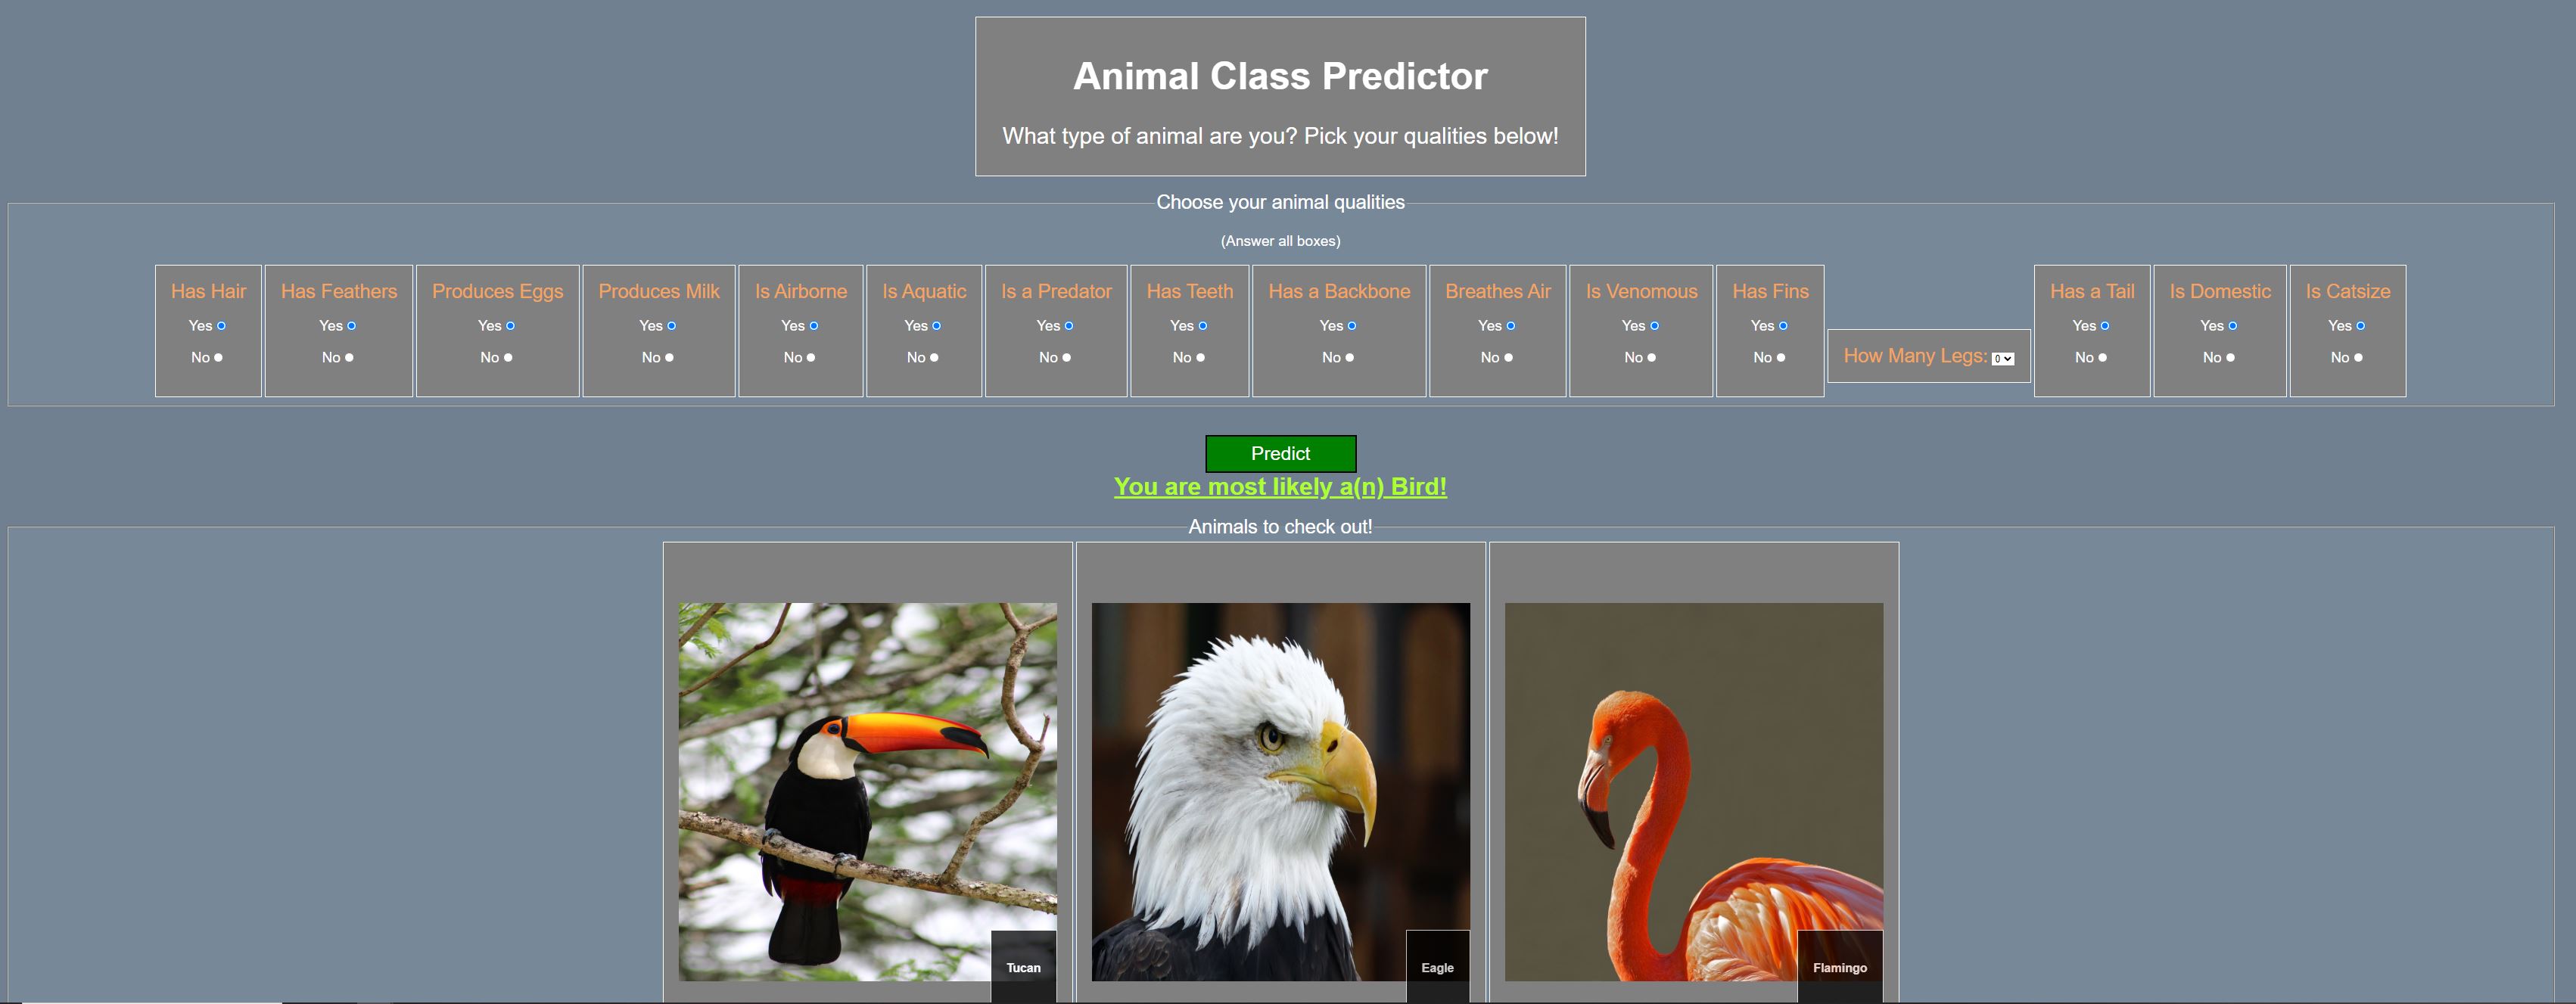 Animal Class Predictor
What type of animal are you? Pick your qualities below!
Choose your animal qualities
(Answer all boxes)
Has Hair
Yes
No
Has Feathers
Yes
No
Produces Eggs
Yes
No
Produces Milk
Yes
No
Is Airborne
Yes
No
Is Aquatic
Yes
No
Is a Predator
Yes
No
Has Teeth
Yes
No
Has a Backbone
Yes
No
Breathes Air
Yes
No
Is Venomous
Yes
No
Has Fins
Yes
No
How Many Legs: 0
Has a Tail
Yes
No
Is Domestic
Yes
No
Is Catsize
Yes
No
Predict
You are most likely a(n) Bird!
Animals to check out!
Tucan
Eagle
Flamingo